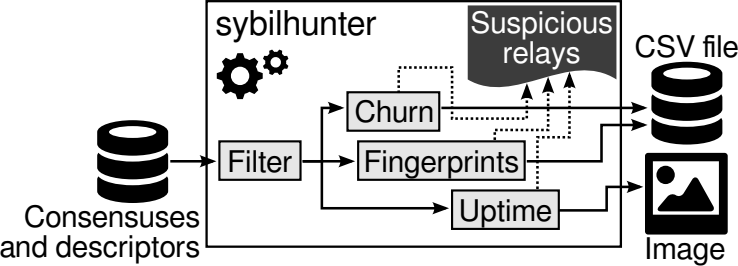 sybilhunter
Suspicious
relays
CSV file
Churn
Filter
Fingerprints
Uptime
Consensuses
and descriptors
Image